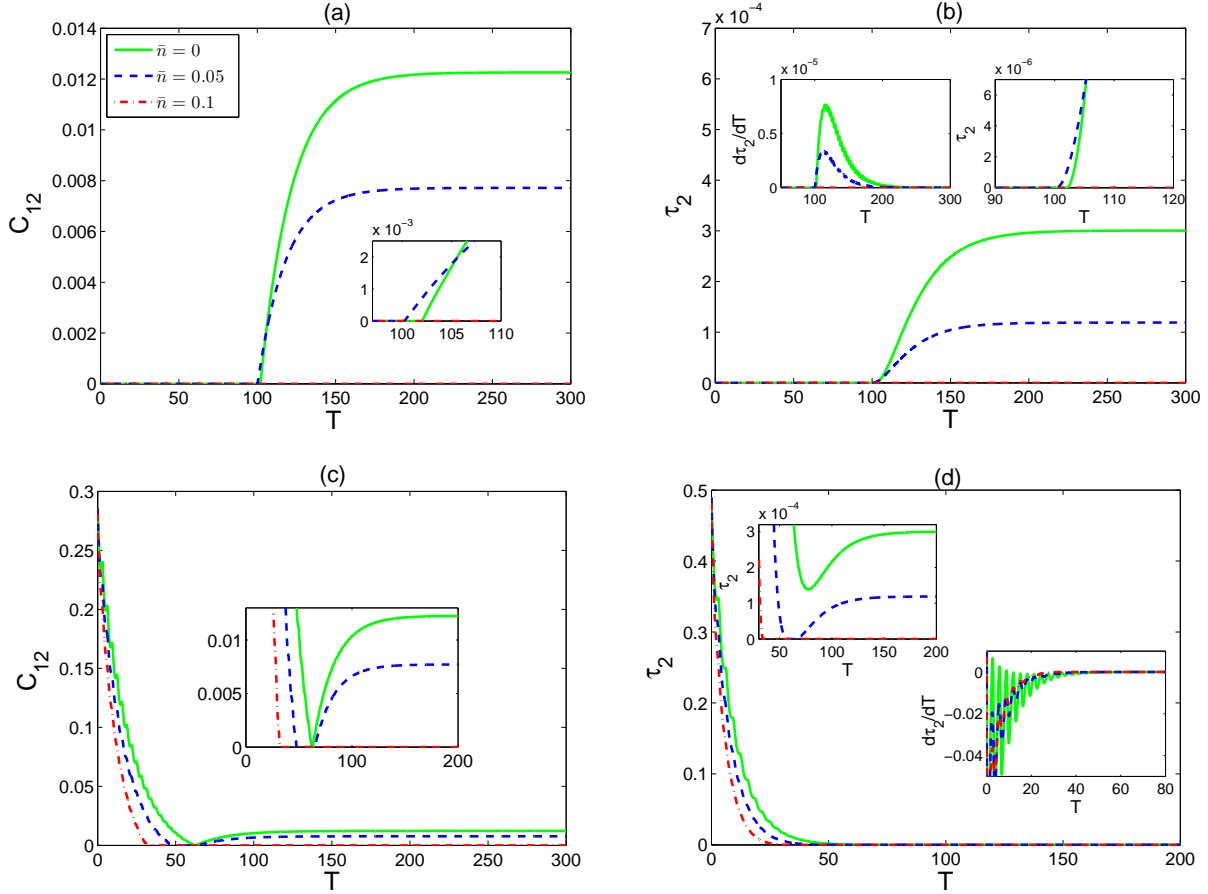 (a)
0.014
0.012
0.01
0.008
0.006
0.004
0.002
0
C12
0 50 100 150 200 250 300
T
n̄ = 0
n̄ = 0.05
n̄ = 0.1
x 10−3
2
1
0
100 105 110
(b)
x 10−4
7
6
5
4
3
2
1
0
τ2
0 50 100 150 200 250 300
T
x 10−5
1
0.5
0
dτ2/dT
100 200 300
T
x 10−6
6
4
2
0
τ2
90 100 110 120
T
(c)
0.3
0.25
0.2
0.15
0.1
0.05
0
C12
0 50 100 150 200 250 300
T
0.01
0.005
0
0 100 200
(d)
0.5
0.4
0.3
0.2
0.1
0
τ2
0 50 100 150 200
T
x 10−4
3
2
1
0
τ2
50 100 150 200
T
0
−0.02
−0.04
dτ2/dT
0 20 40 60 80
T